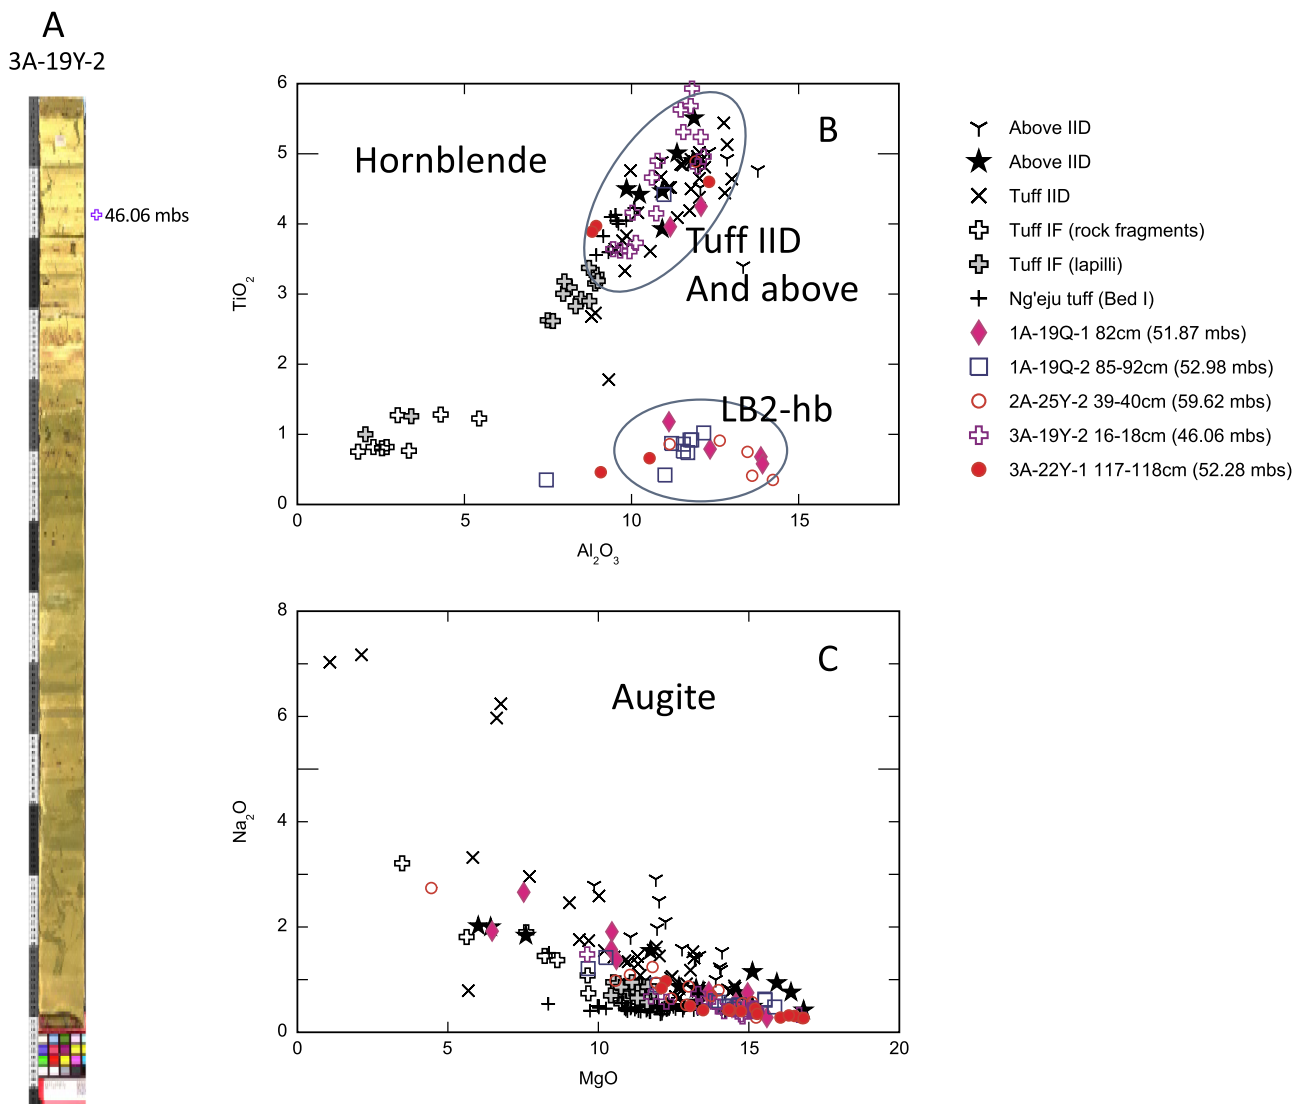 A
3A-19Y-2
46.06 mbs
B
Hornblende
Tuff IID
And above
LB2-hb
TiO2
6
5
4
3
2
1
0
0
5
10
15
Al2O3
Above IID
Above IID
Tuff IID
Tuff IF (rock fragments)
Tuff IF (lapilli)
Ng'eju tuff (Bed I)
1A-19Q-1 82cm (51.87 mbs)
1A-19Q-2 85-92cm (52.98 mbs)
2A-25Y-2 39-40cm (59.62 mbs)
3A-19Y-2 16-18cm (46.06 mbs)
3A-22Y-1 117-118cm (52.28 mbs)
C
Augite
Na2O
8
6
4
2
0
0
5
10
15
20
MgO